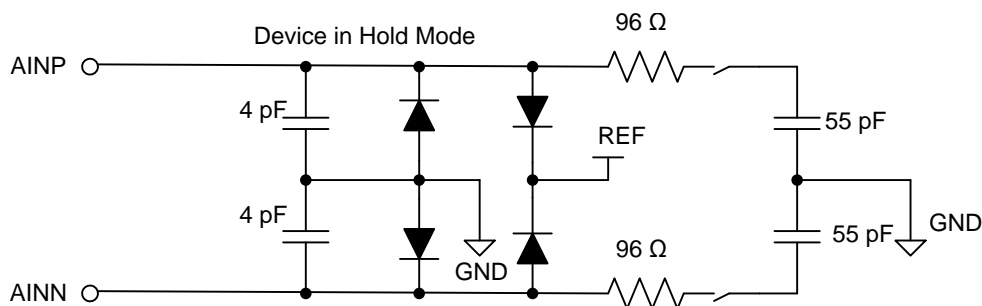 Device in Hold Mode
96 Ω
AINP
4 pF
55 pF
REF
4 pF
GND
GND
55 pF
96 Ω
AINN